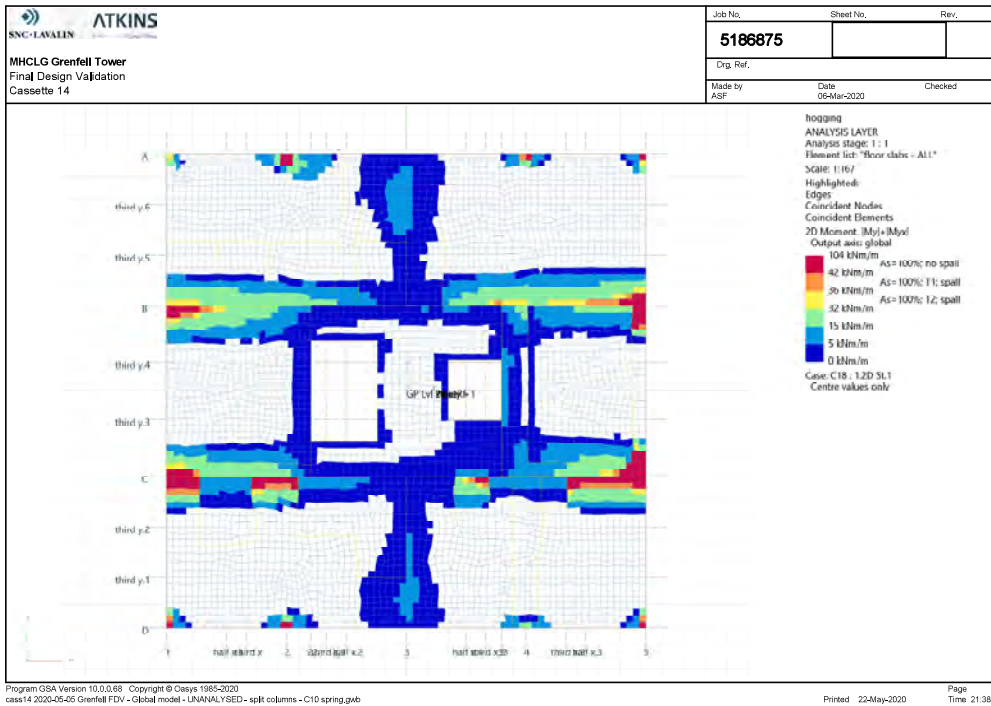 SNC·LAVALIN ATKINS
MHCLG Grenfell Tower
Final Design Validation
Cassette 14
Job No. Sheet No. Rev.
5186875
Drg. Ref.
Made by Date Checked
ASF 06-Mar-2020
hogging
ANALYSIS LAYER
Analysis stage: 1 : 1
Element list: "floor slabs - ALL"
Scale: 1:167
Highlighted:
Edges
Coincident Nodes
Coincident Elements
2D Moment, |My|+|Myx|
Output axis: global
104 kNm/m
As=100%; no spall
42 kNm/m
As=100%; T1; spall
36 kNm/m
As=100%; T2; spall
32 kNm/m
15 kNm/m
5 kNm/m
0 kNm/m
Case: C18 : 1.2D St.1
Centre values only
A
third y.6
third y.5
B
third y.4
GP Lvl
third y.3
C
third y.2
third y.1
D
1 2 3 4 third half x.3 5
Program GSA Version 10.0.0.68 Copyright © Oasys 1985-2020
cass14 2020-05-05 Grenfell FDV - Global model - UNANALYSED - split columns - C10 spring.gwb
Printed 22-May-2020
Page
Time 21:38